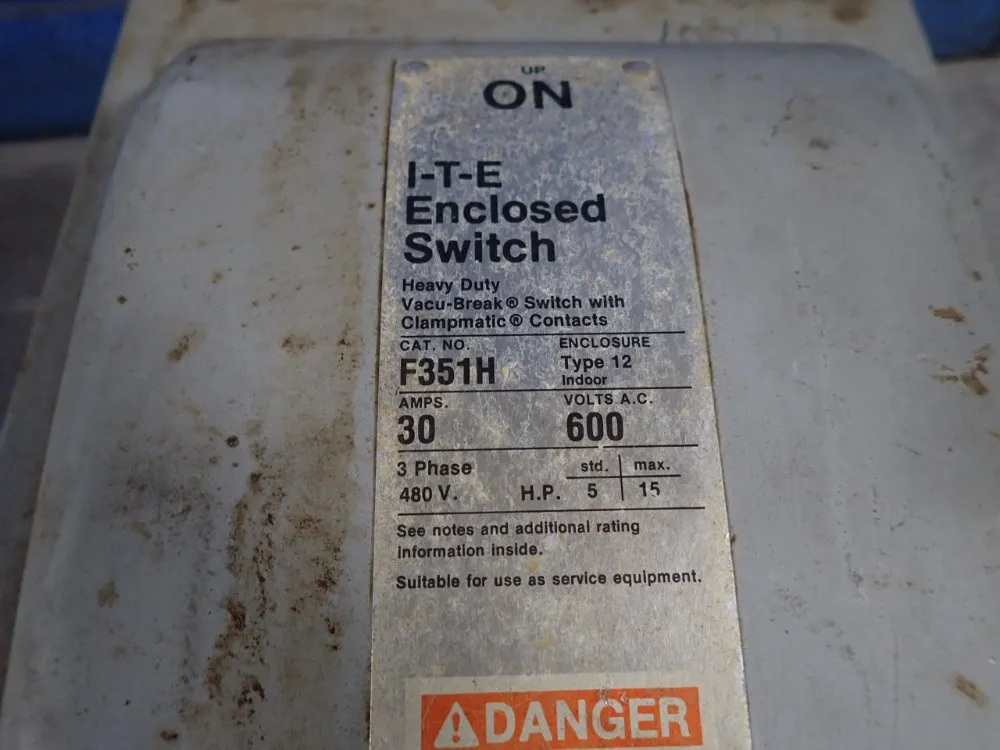 UP
ON
I-T-E
Enclosed
Switch
Heavy Duty
Vacu-Break® Switch with
Clampmatic® Contacts
CAT. NO. ENCLOSURE
F351H Type 12
Indoor
AMPS. VOLTS A.C.
30 600
3 Phase std. max.
480 V. H.P. 5 15
See notes and additional rating
information inside.
Suitable for use as service equipment.
DANGER